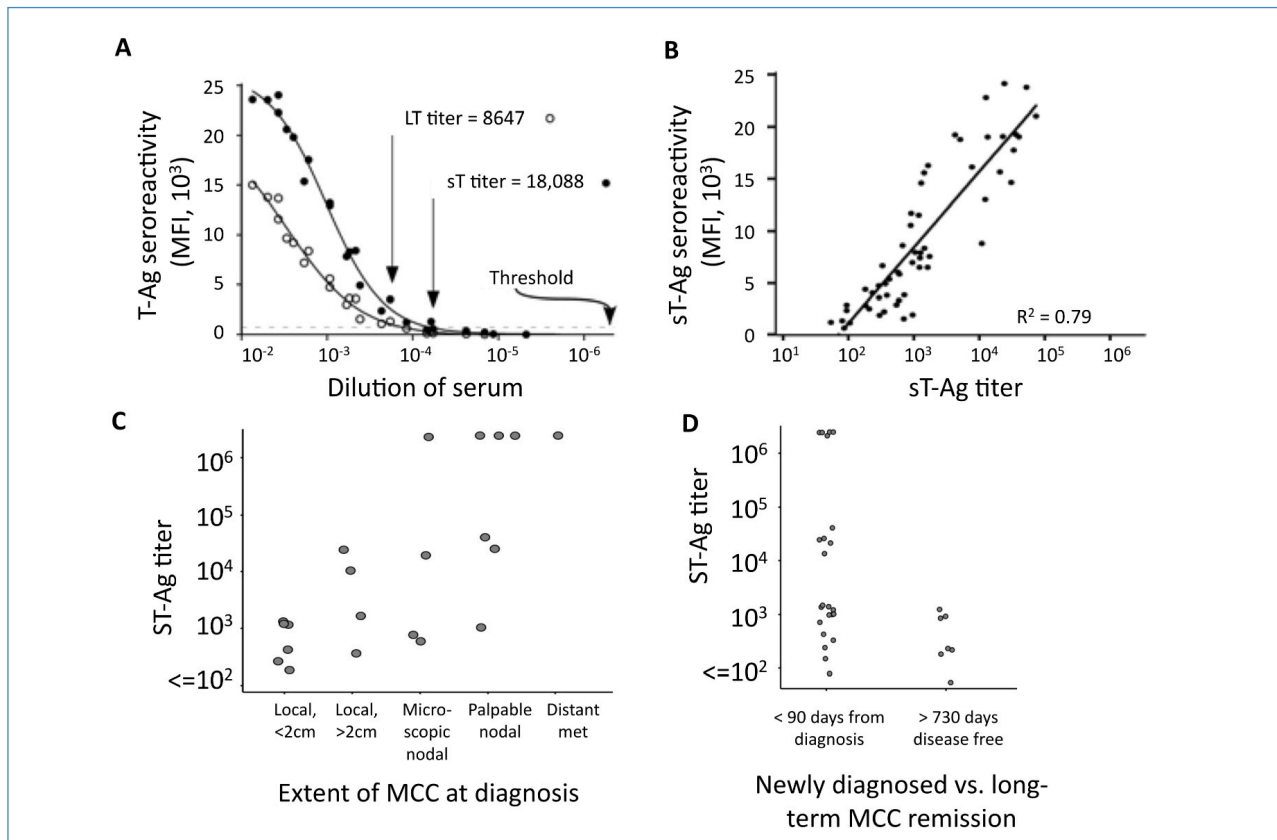 A
T-Ag seroreactivity
(MFI, 10³)
25
20
15
10
5
0
LT titer = 8647
sT titer = 18,088
Threshold
10⁻²
10⁻³
10⁻⁴
10⁻⁵
10⁻⁶
Dilution of serum
B
sT-Ag seroreactivity
(MFI, 10³)
25
20
15
10
5
0
R² = 0.79
10¹
10²
10³
10⁴
10⁵
10⁶
sT-Ag titer
C
ST-Ag titer
10⁶
10⁵
10⁴
10³
<=10²
Local,
<2cm
Local,
>2cm
Micro-
scopic
nodal
Palpable
nodal
Distant
met
Extent of MCC at diagnosis
D
ST-Ag titer
10⁶
10⁵
10⁴
10³
<=10²
< 90 days from
diagnosis
> 730 days
disease free
Newly diagnosed vs. long-
term MCC remission